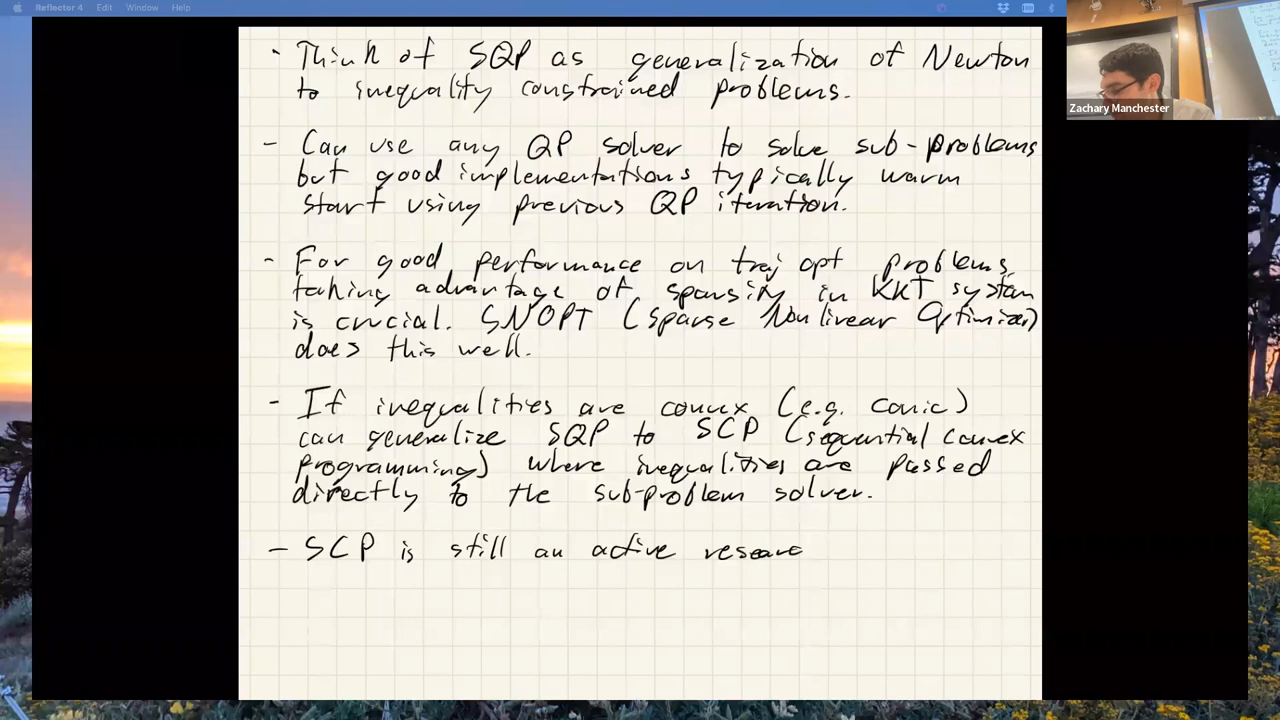 Reflector 4 Edit Window Help
Zachary Manchester
- Think of SQP as generalization of Newton
to inequality constrained problems.
- Can use any QP solver to solve sub-problems
but good implementations typically warm
start using previous QP iteration.
- For good performance on traj opt problems,
taking advantage of sparsity in KKT system
is crucial. SNOPT (Sparse Nonlinear Optimizer)
does this well.
- If inequalities are convex (e.g. conic)
can generalize SQP to SCP (sequential convex
programming) where inequalities are passed
directly to the sub-problem solver.
- SCP is still an active researc